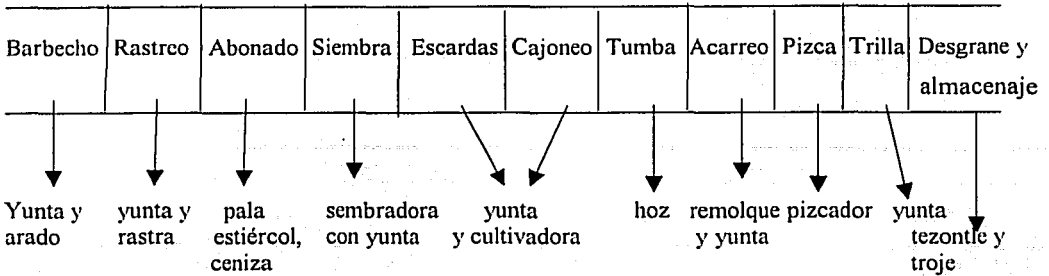 Barbecho Rastreo Abonado Siembra Escardas Cajoneo Tumba Acarreo Pizca Trilla Desgrane y
almacenaje
Yunta y
arado
yunta y
rastra
pala
estiércol,
ceniza
sembradora
con yunta
yunta
y cultivadora
hoz
remolque
y yunta
pizcador
yunta
tezontle y
troje